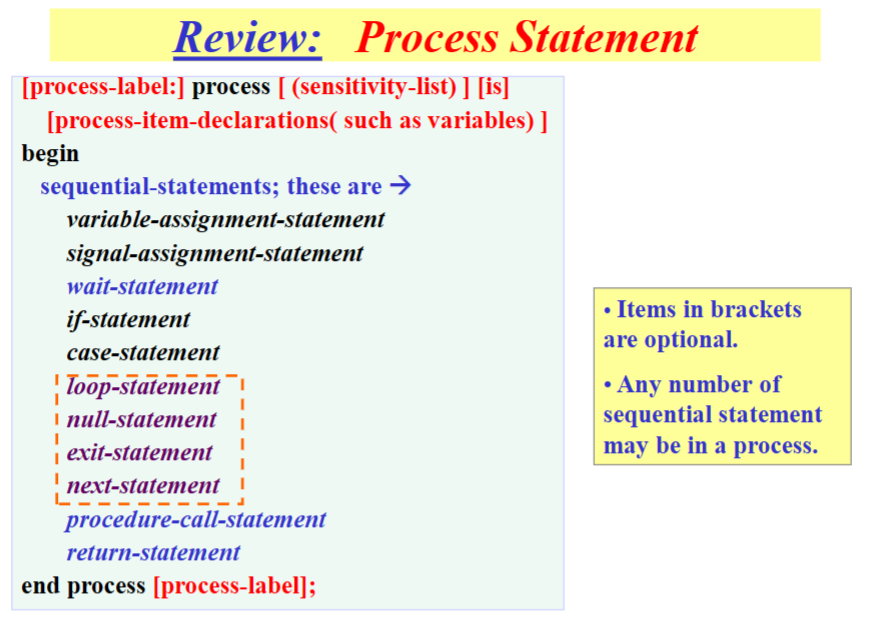 Review: Process Statement
[process-label:] process [ (sensitivity-list) ] [is]
[process-item-declarations( such as variables) ]
begin
sequential-statements; these are →
variable-assignment-statement
signal-assignment-statement
wait-statement
if-statement
case-statement
loop-statement
null-statement
exit-statement
next-statement
procedure-call-statement
return-statement
end process [process-label];
• Items in brackets
are optional.
• Any number of
sequential statement
may be in a process.